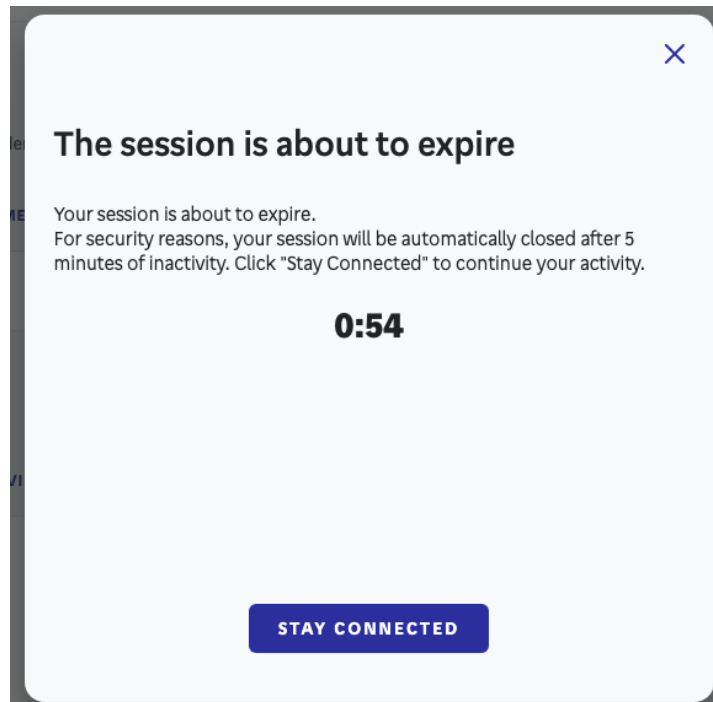 The session is about to expire
Your session is about to expire.
For security reasons, your session will be automatically closed after 5
minutes of inactivity. Click "Stay Connected" to continue your activity.
0:54
STAY CONNECTED